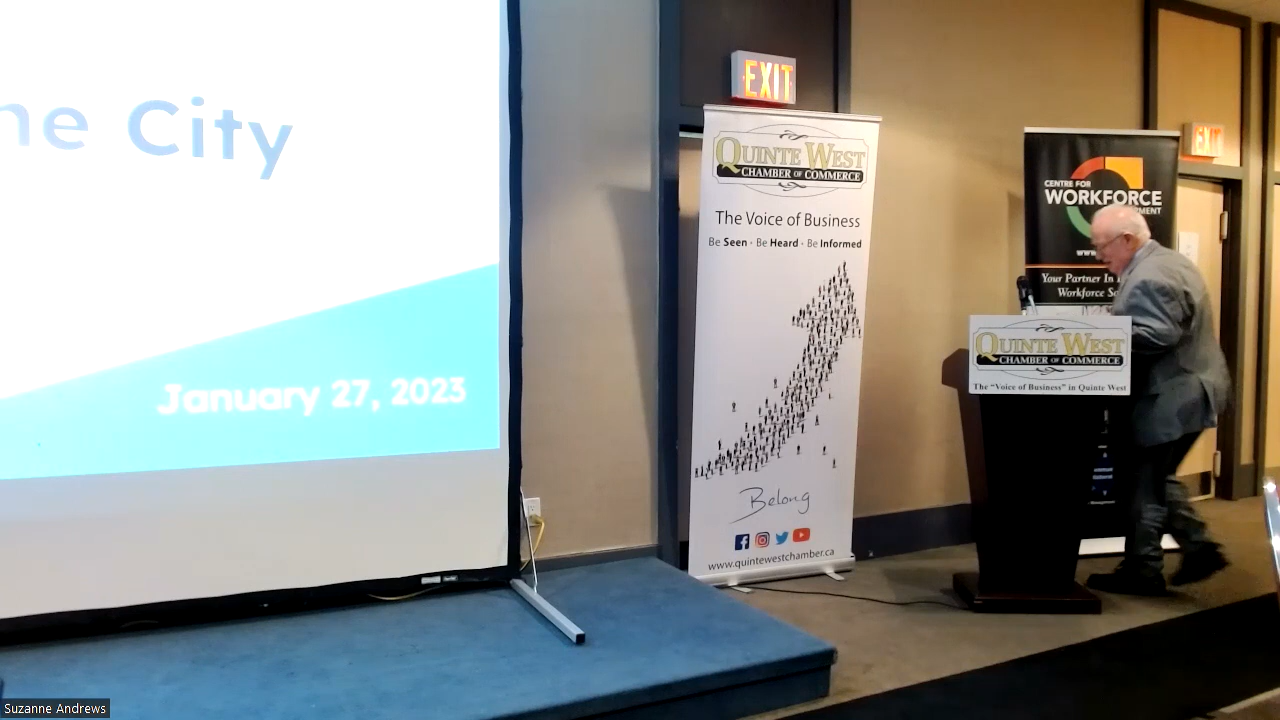 ne City
January 27, 2023
EXIT
QUINTE WEST
CHAMBER OF COMMERCE
The Voice of Business
Be Seen • Be Heard • Be Informed
Belong
www.quintewestchamber.ca
EXIT
CENTRE FOR
WORKFORCE
Your Partner In
Workforce
QUINTE WEST
CHAMBER OF COMMERCE
The "Voice of Business" in Quinte West
Suzanne Andrews